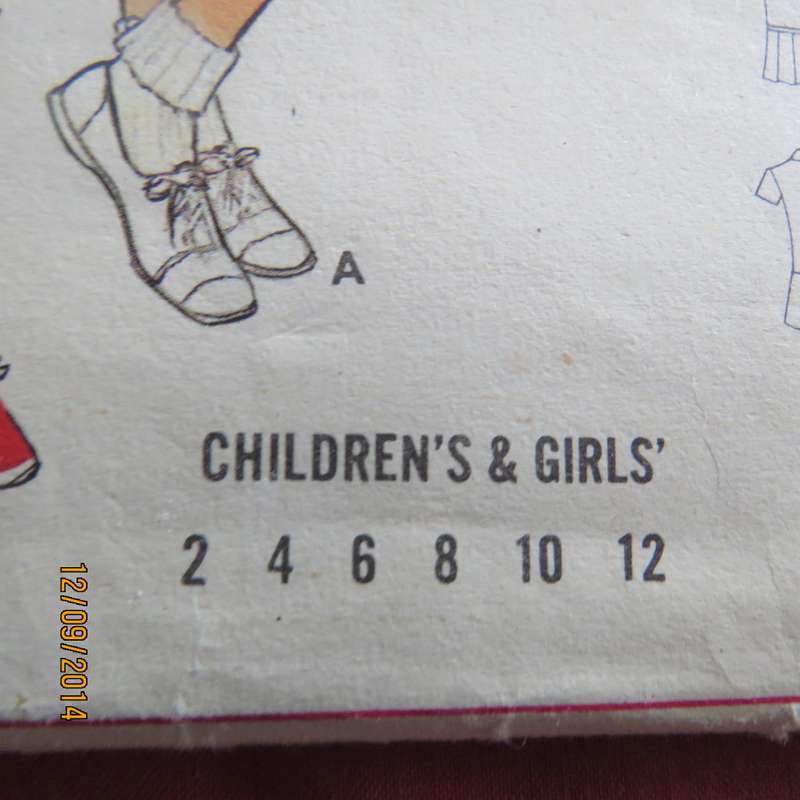 A
CHILDREN'S & GIRLS'
2 4 6 8 10 12
12/09/2014